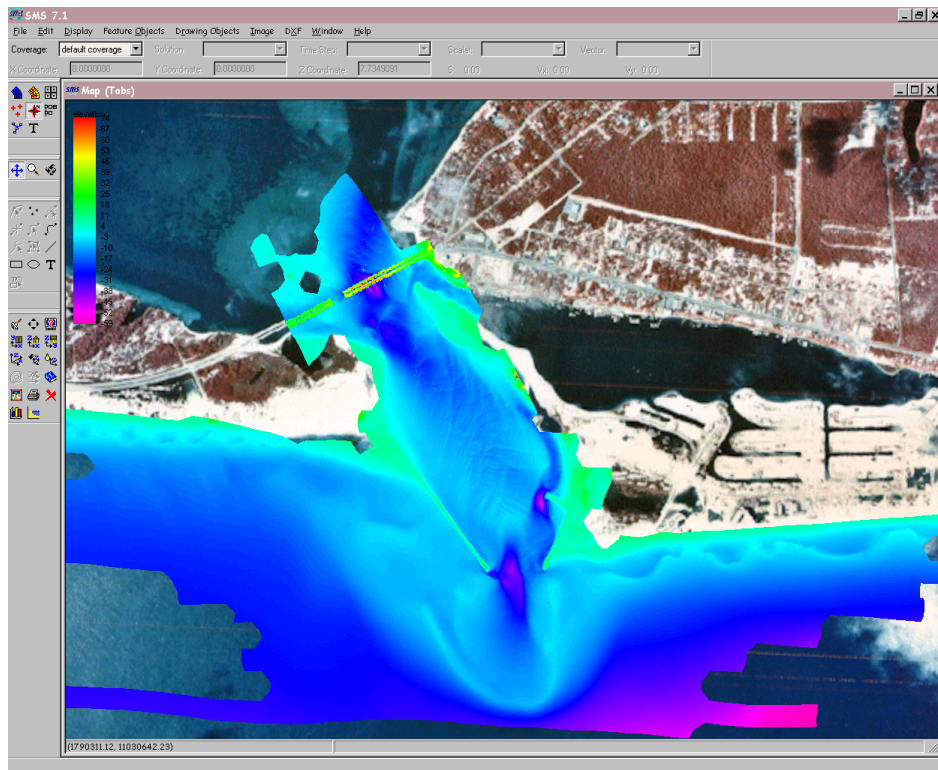 SMS 7.1
File Edit Display Feature Objects Drawing Objects Image DXF Window Help
Coverage: default coverage Solution: Time Step: Scalar: Vector:
X Coordinate: 0.0000000 Y Coordinate: 0.0000000 Z Coordinate: 7.7349091 S: 0.00 Vx: 0.00 Vy: 0.00
sms Map (Tabs)
elevation
74
67
60
53
46
39
32
25
18
11
4
-3
-10
-17
-24
-31
-38
T
T
(1790311.12, 11030642.23)